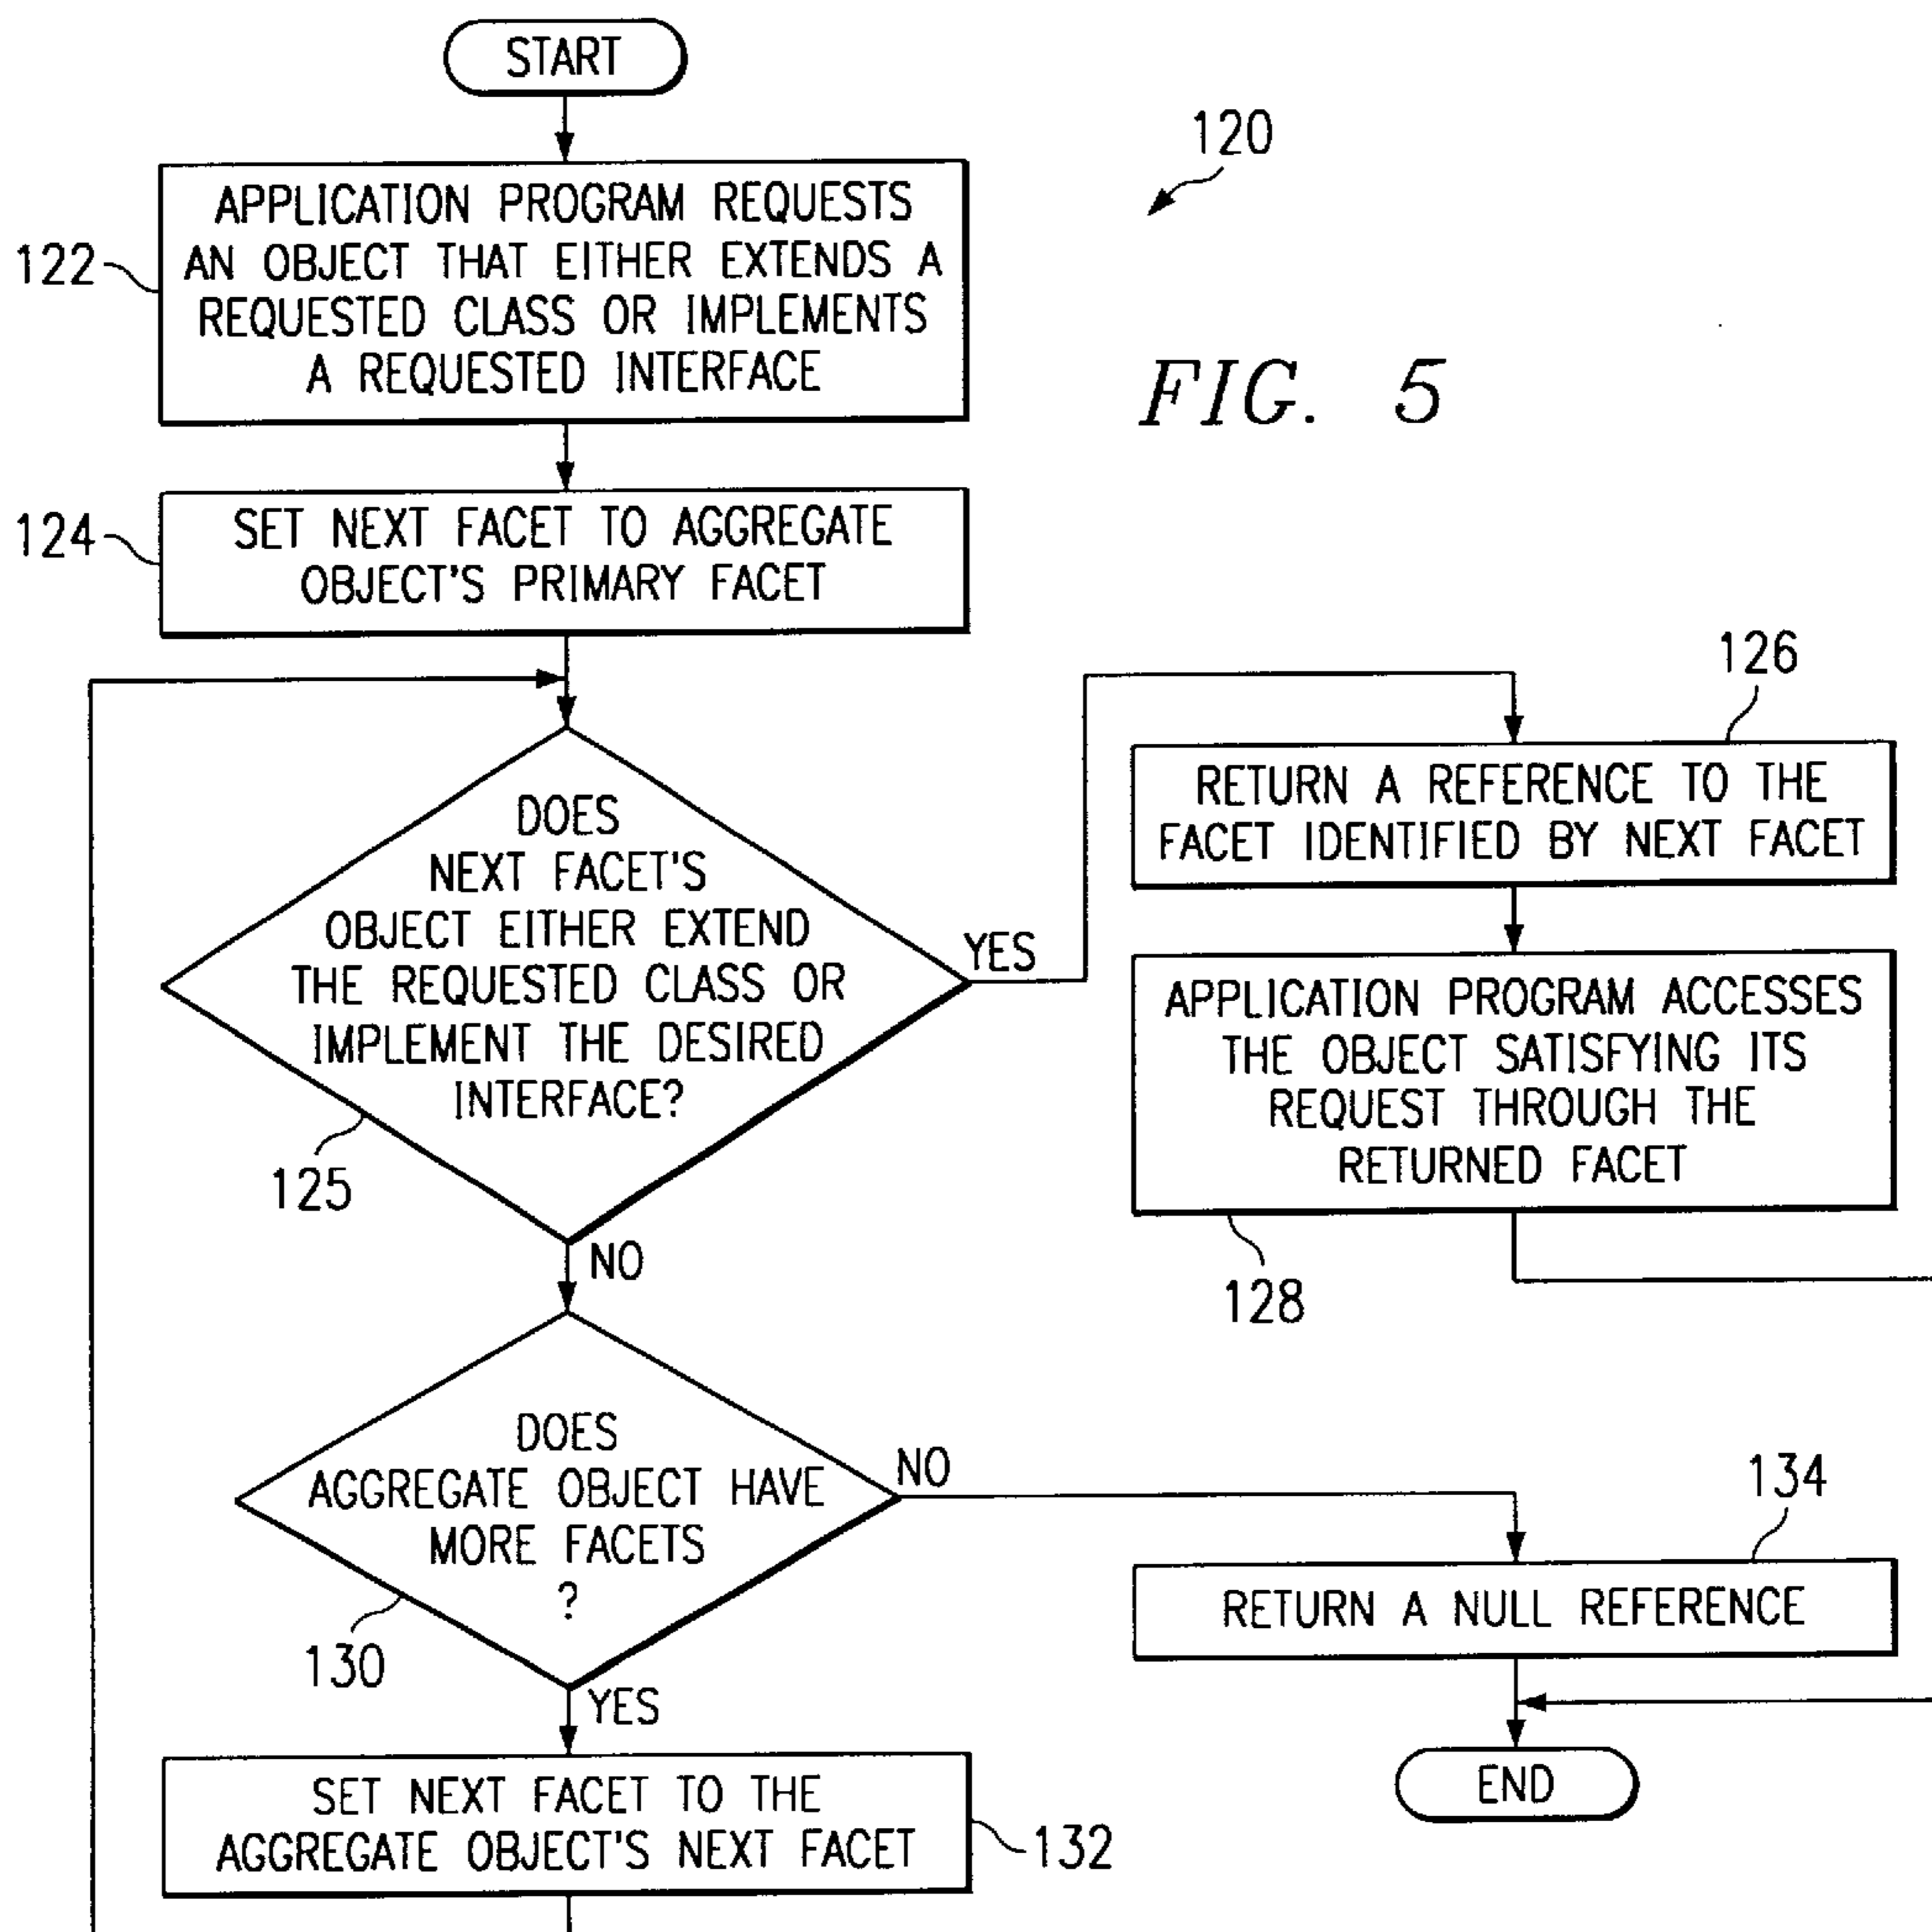 START
120
APPLICATION PROGRAM REQUESTS
AN OBJECT THAT EITHER EXTENDS A
REQUESTED CLASS OR IMPLEMENTS
A REQUESTED INTERFACE
122
FIG. 5
SET NEXT FACET TO AGGREGATE
OBJECT'S PRIMARY FACET
124
DOES
NEXT FACET'S
OBJECT EITHER EXTEND
THE REQUESTED CLASS OR
IMPLEMENT THE DESIRED
INTERFACE?
125
YES
NO
126
RETURN A REFERENCE TO THE
FACET IDENTIFIED BY NEXT FACET
APPLICATION PROGRAM ACCESSES
THE OBJECT SATISFYING ITS
REQUEST THROUGH THE
RETURNED FACET
128
DOES
AGGREGATE OBJECT HAVE
MORE FACETS
?
130
NO
YES
134
RETURN A NULL REFERENCE
END
SET NEXT FACET TO THE
AGGREGATE OBJECT'S NEXT FACET
132